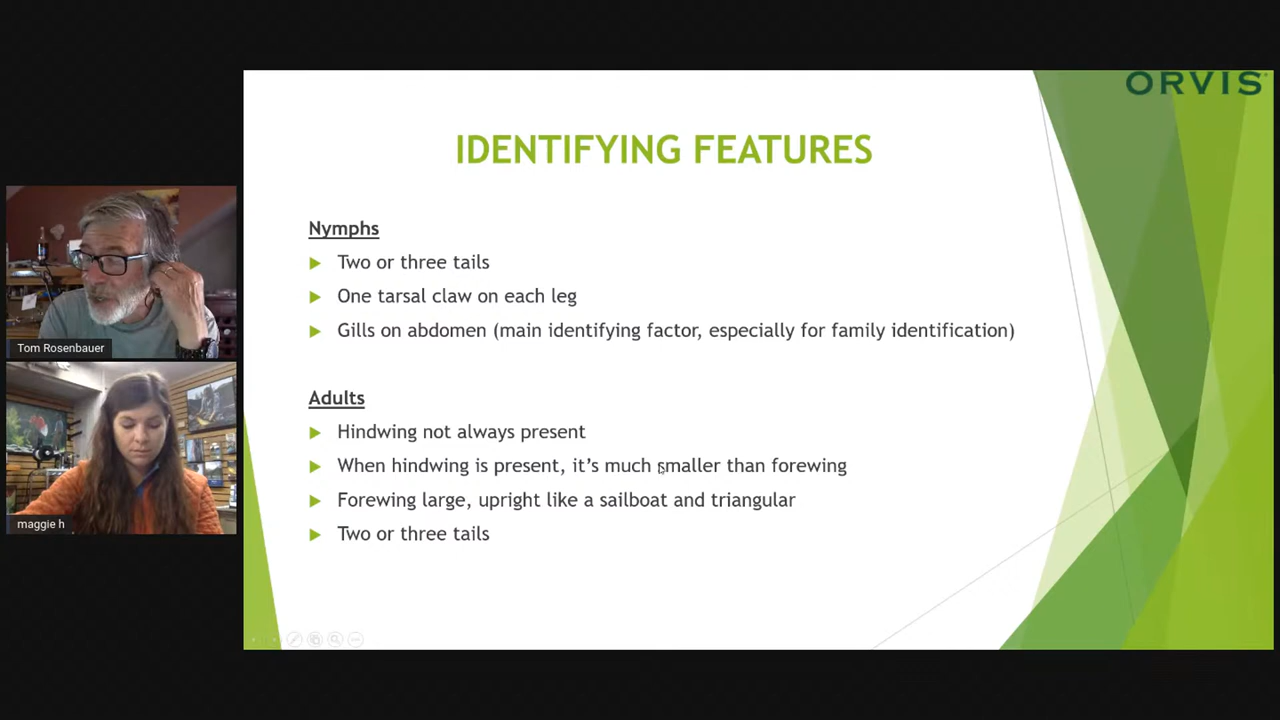 ORVIS
IDENTIFYING FEATURES
Nymphs
Two or three tails
One tarsal claw on each leg
Gills on abdomen (main identifying factor, especially for family identification)
Adults
Hindwing not always present
When hindwing is present, it’s much smaller than forewing
Forewing large, upright like a sailboat and triangular
Two or three tails
Tom Rosenbauer
maggie h